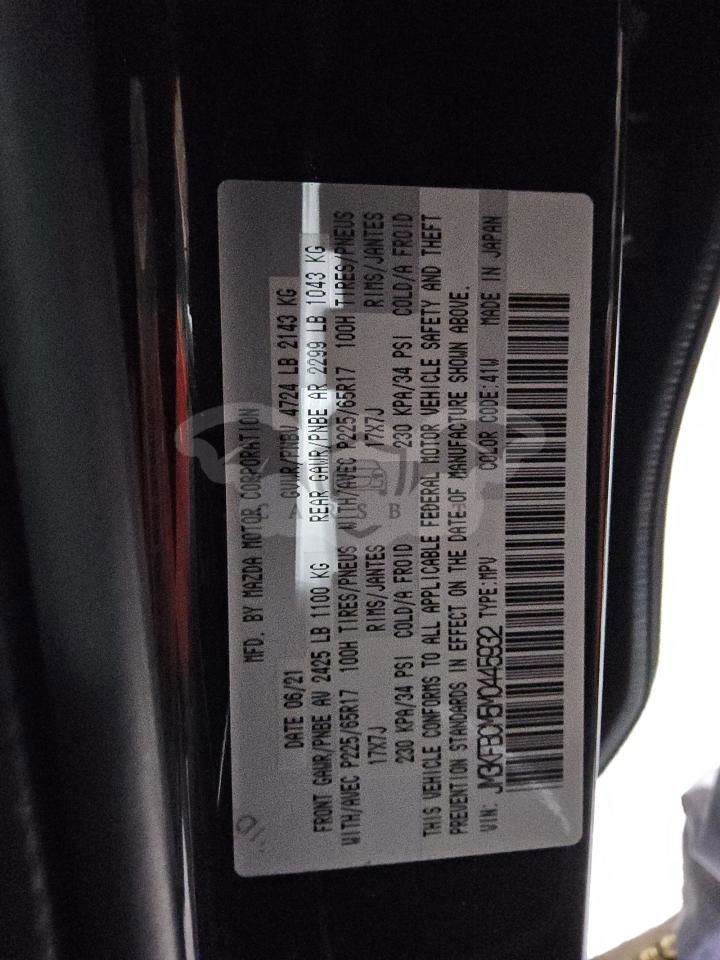 MFD. BY MAZDA MOTOR CORPORATION
DATE 06/21 GVWR/PNBV 4724 LB 2143 KG
FRONT GAWR/PNBE AV 2425 LB 1100 KG REAR GAWR/PNBE AR 2299 LB 1043 KG
WITH/AVEC P225/65R17 100H TIRES/PNEUS WITH/AVEC P225/65R17 100H TIRES/PNEUS
17X7J RIMS/JANTES 17X7J RIMS/JANTES
230 KPA/34 PSI COLD/A FROID 230 KPA/34 PSI COLD/A FROID
THIS VEHICLE CONFORMS TO ALL APPLICABLE FEDERAL MOTOR VEHICLE SAFETY AND THEFT
PREVENTION STANDARDS IN EFFECT ON THE DATE OF MANUFACTURE SHOWN ABOVE.
VIN: JM3KFBCM5M0445932 TYPE:MPV COLOR CODE:41W MADE IN JAPAN